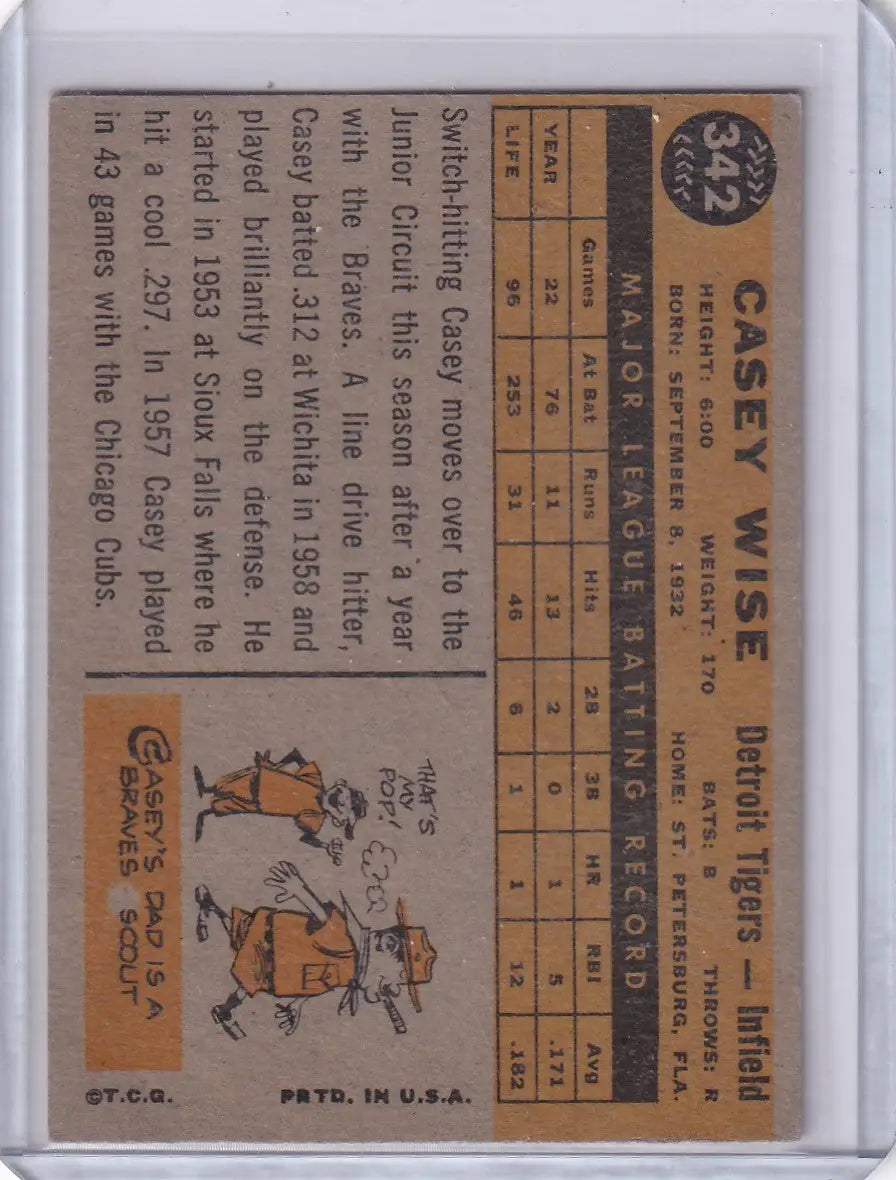 342
CASEY WISE Detroit Tigers — Infield
HEIGHT: 6:00 WEIGHT: 170 BATS: B THROWS: R
BORN: SEPTEMBER 8, 1932 HOME: ST. PETERSBURG, FLA.
MAJOR LEAGUE BATTING RECORD
Games At Bat Runs Hits 2B 3B HR RBI Avg
YEAR 22 76 11 13 2 0 1 5 .171
LIFE 96 253 31 46 6 1 1 12 .182
Switch-hitting Casey moves over to the
Junior Circuit this season after a year
with the Braves. A line drive hitter,
Casey batted .312 at Wichita in 1958 and
played brilliantly on the defense. He
started in 1953 at Sioux Falls where he
hit a cool .297. In 1957 Casey played
in 43 games with the Chicago Cubs.
THAT'S
MY
POP!
CASEY'S DAD IS A
BRAVES SCOUT
PRTD. IN U.S.A.
©T.C.G.